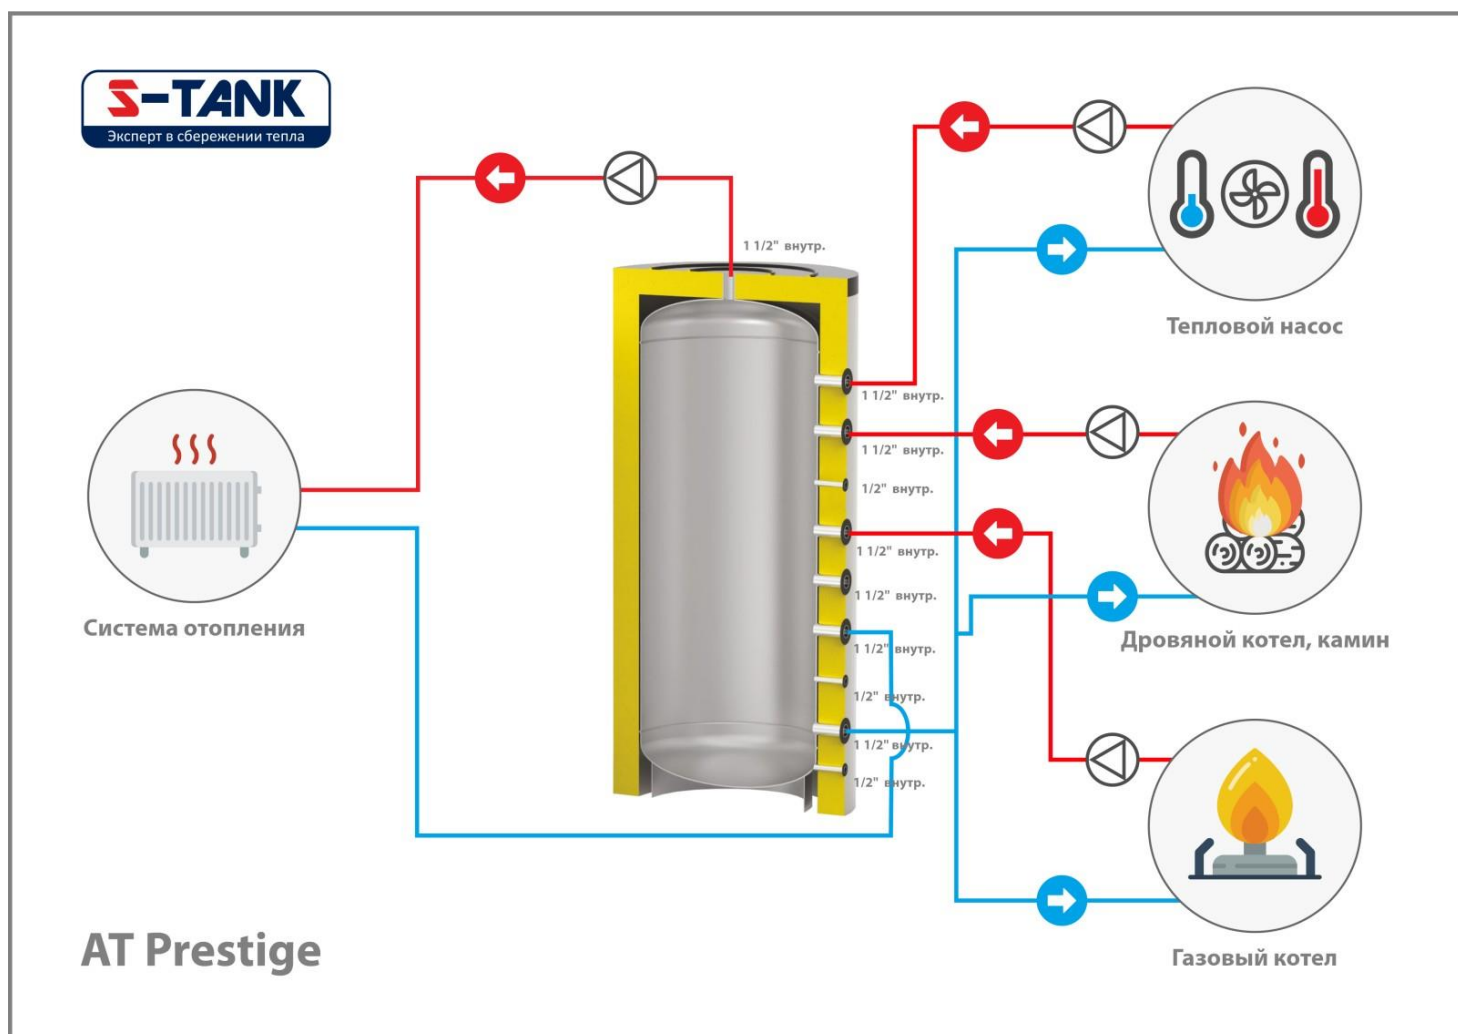 S-TANK
Эксперт в сбережении тепла
1 1/2" внутр.
Тепловой насос
1 1/2" внутр.
1 1/2" внутр.
1/2" внутр.
1 1/2" внутр.
1 1/2" внутр.
Система отопления
1 1/2" внутр.
Дровяной котел, камин
1/2" внутр.
1 1/2" внутр.
1/2" внутр.
AT Prestige
Газовый котел